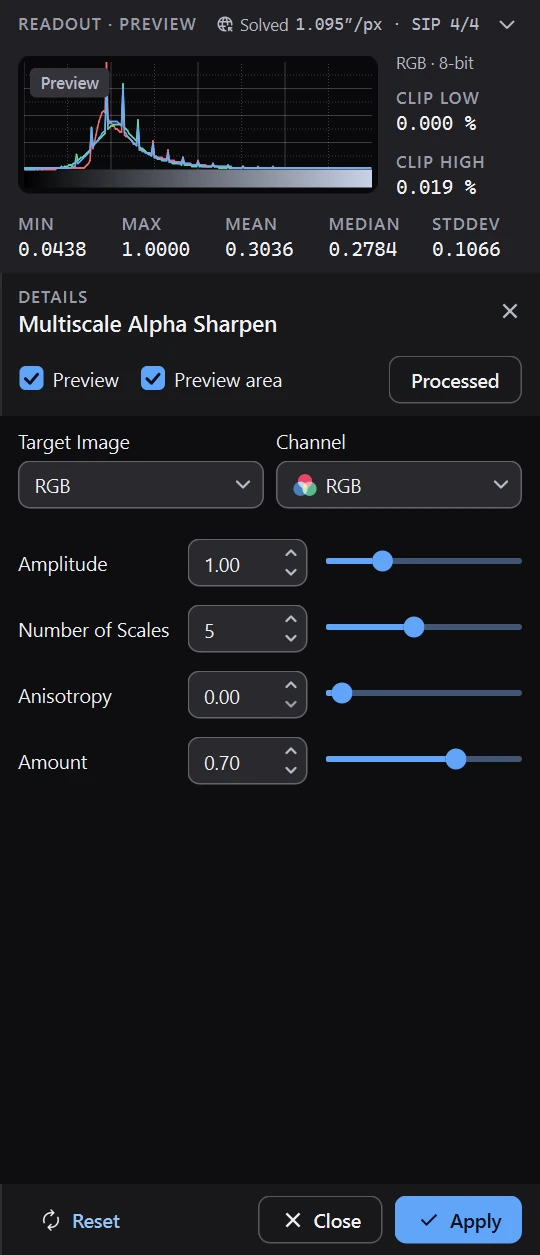 READOUT · PREVIEW Solved 1.095″/px · SIP 4/4
Preview
RGB · 8-bit
CLIP LOW
0.000 %
CLIP HIGH
0.019 %
MIN MAX MEAN MEDIAN STDDEV
0.0438 1.0000 0.3036 0.2784 0.1066
DETAILS
Multiscale Alpha Sharpen
Preview Preview area Processed
Target Image Channel
RGB RGB
Amplitude 1.00
Number of Scales 5
Anisotropy 0.00
Amount 0.70
Reset Close Apply